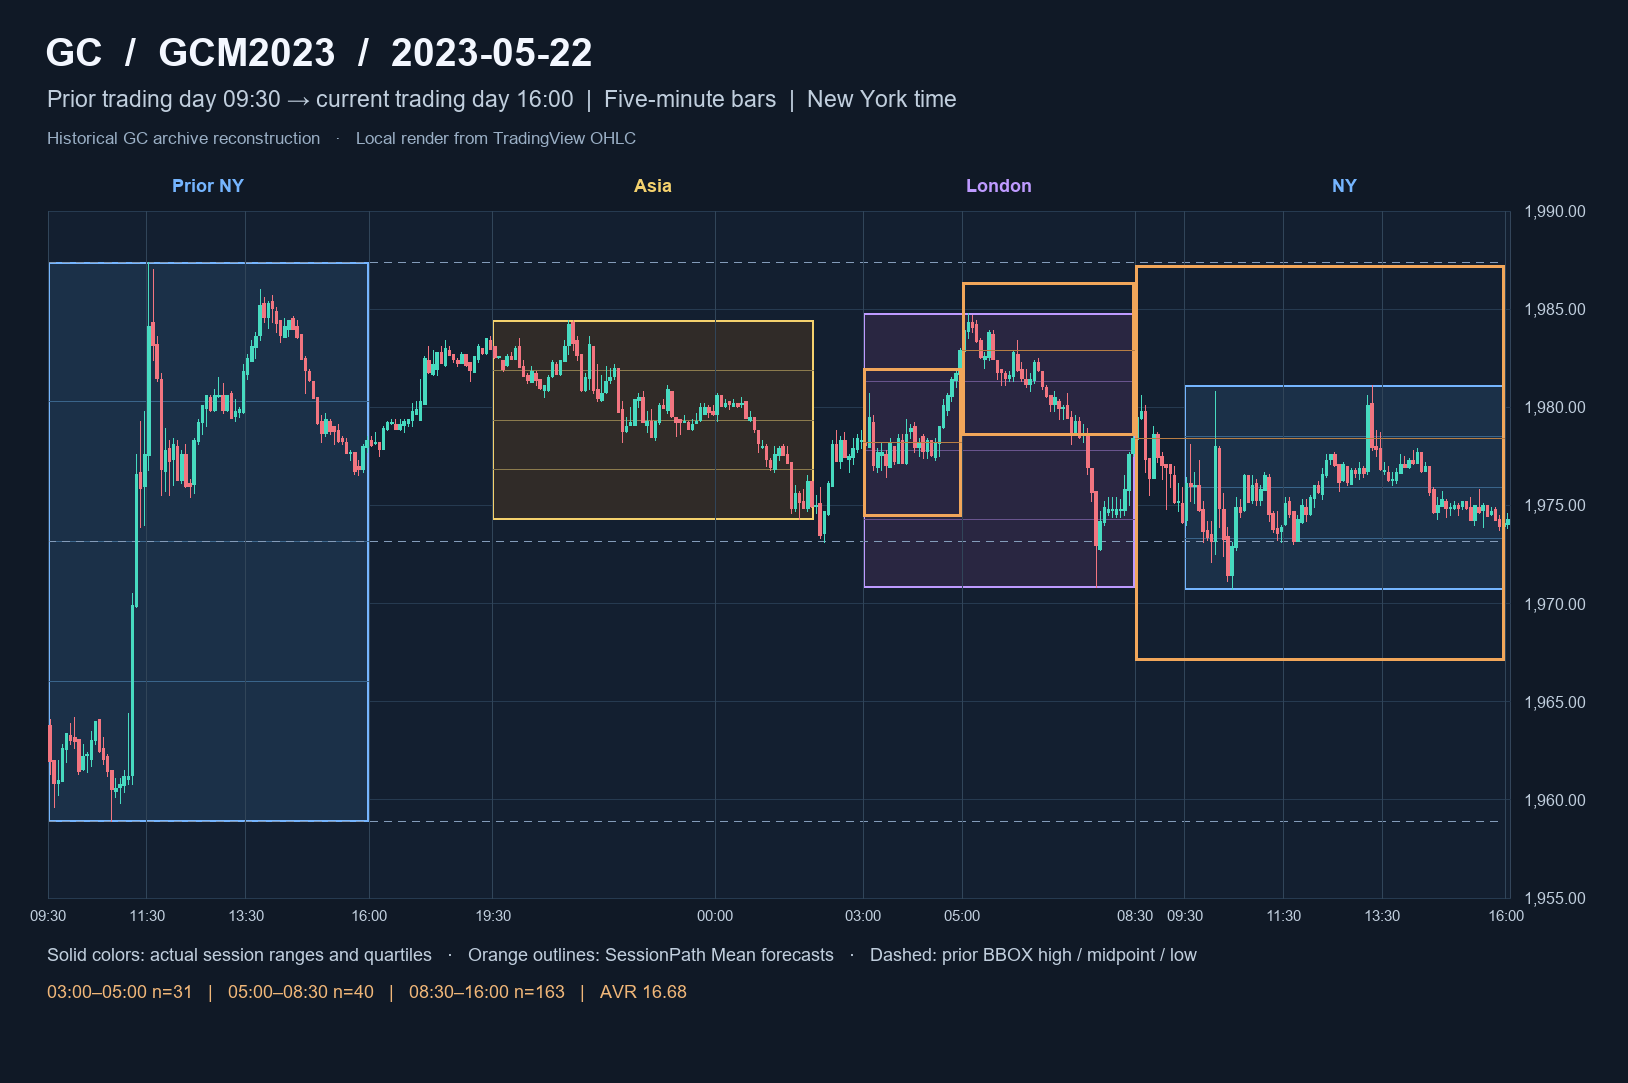 GC / GCM2023 / 2023-05-22
Prior trading day 09:30 → current trading day 16:00 | Five-minute bars | New York time
Historical GC archive reconstruction · Local render from TradingView OHLC
Prior NY Asia London NY
1,990.00
1,985.00
1,980.00
1,975.00
1,970.00
1,965.00
1,960.00
1,955.00
09:30 11:30 13:30 16:00 19:30 00:00 03:00 05:00 08:30 09:30 11:30 13:30 16:00
Solid colors: actual session ranges and quartiles · Orange outlines: SessionPath Mean forecasts · Dashed: prior BBOX high / midpoint / low
03:00–05:00 n=31 | 05:00–08:30 n=40 | 08:30–16:00 n=163 | AVR 16.68